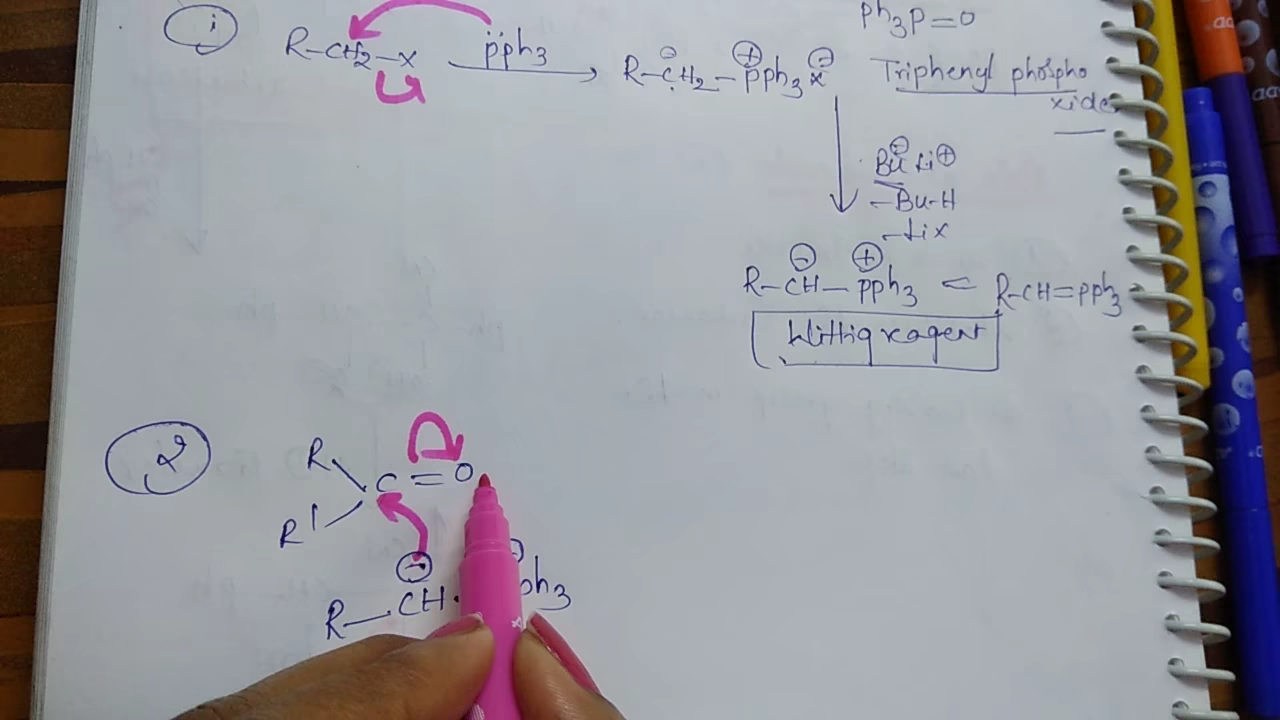 i
R-CH2-X  :PPh3 →  R-CH2-PPh3 X
Ph3P=O
Triphenyl phospho
xide
Bu⊖ Li⊕
-Bu-H
-Lix
R-CH⊖-PPh3⊕ R-CH=PPh3
Wittig reagent
2
R
C=O
R'
R-CH⊖ Ph3